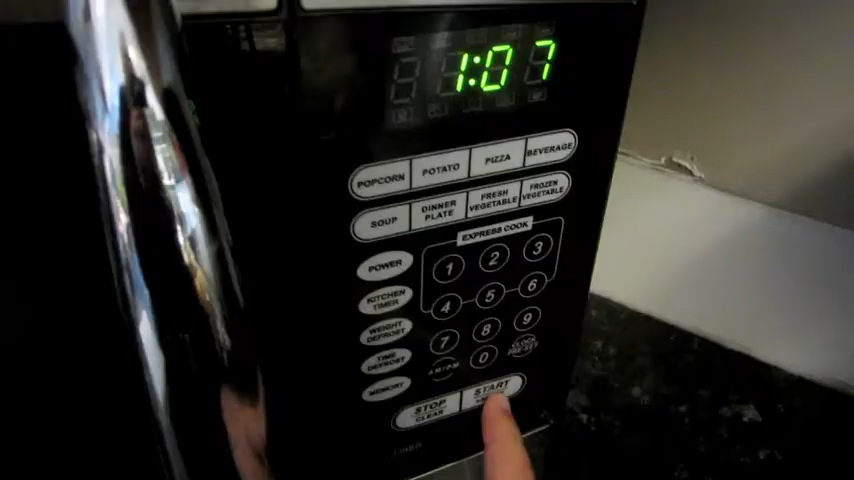 1:07
POPCORN POTATO PIZZA BEVERAGE
SOUP DINNER PLATE FRESH VEGETABLE FROZEN VEGETABLE
EXPRESS COOK
POWER
1 2 3
KITCHEN TIMER
4 5 6
WEIGHT DEFROST
7 8 9
TIME DEFROST
AM/PM 0 CLOCK
MEMORY
STOP CLEAR START